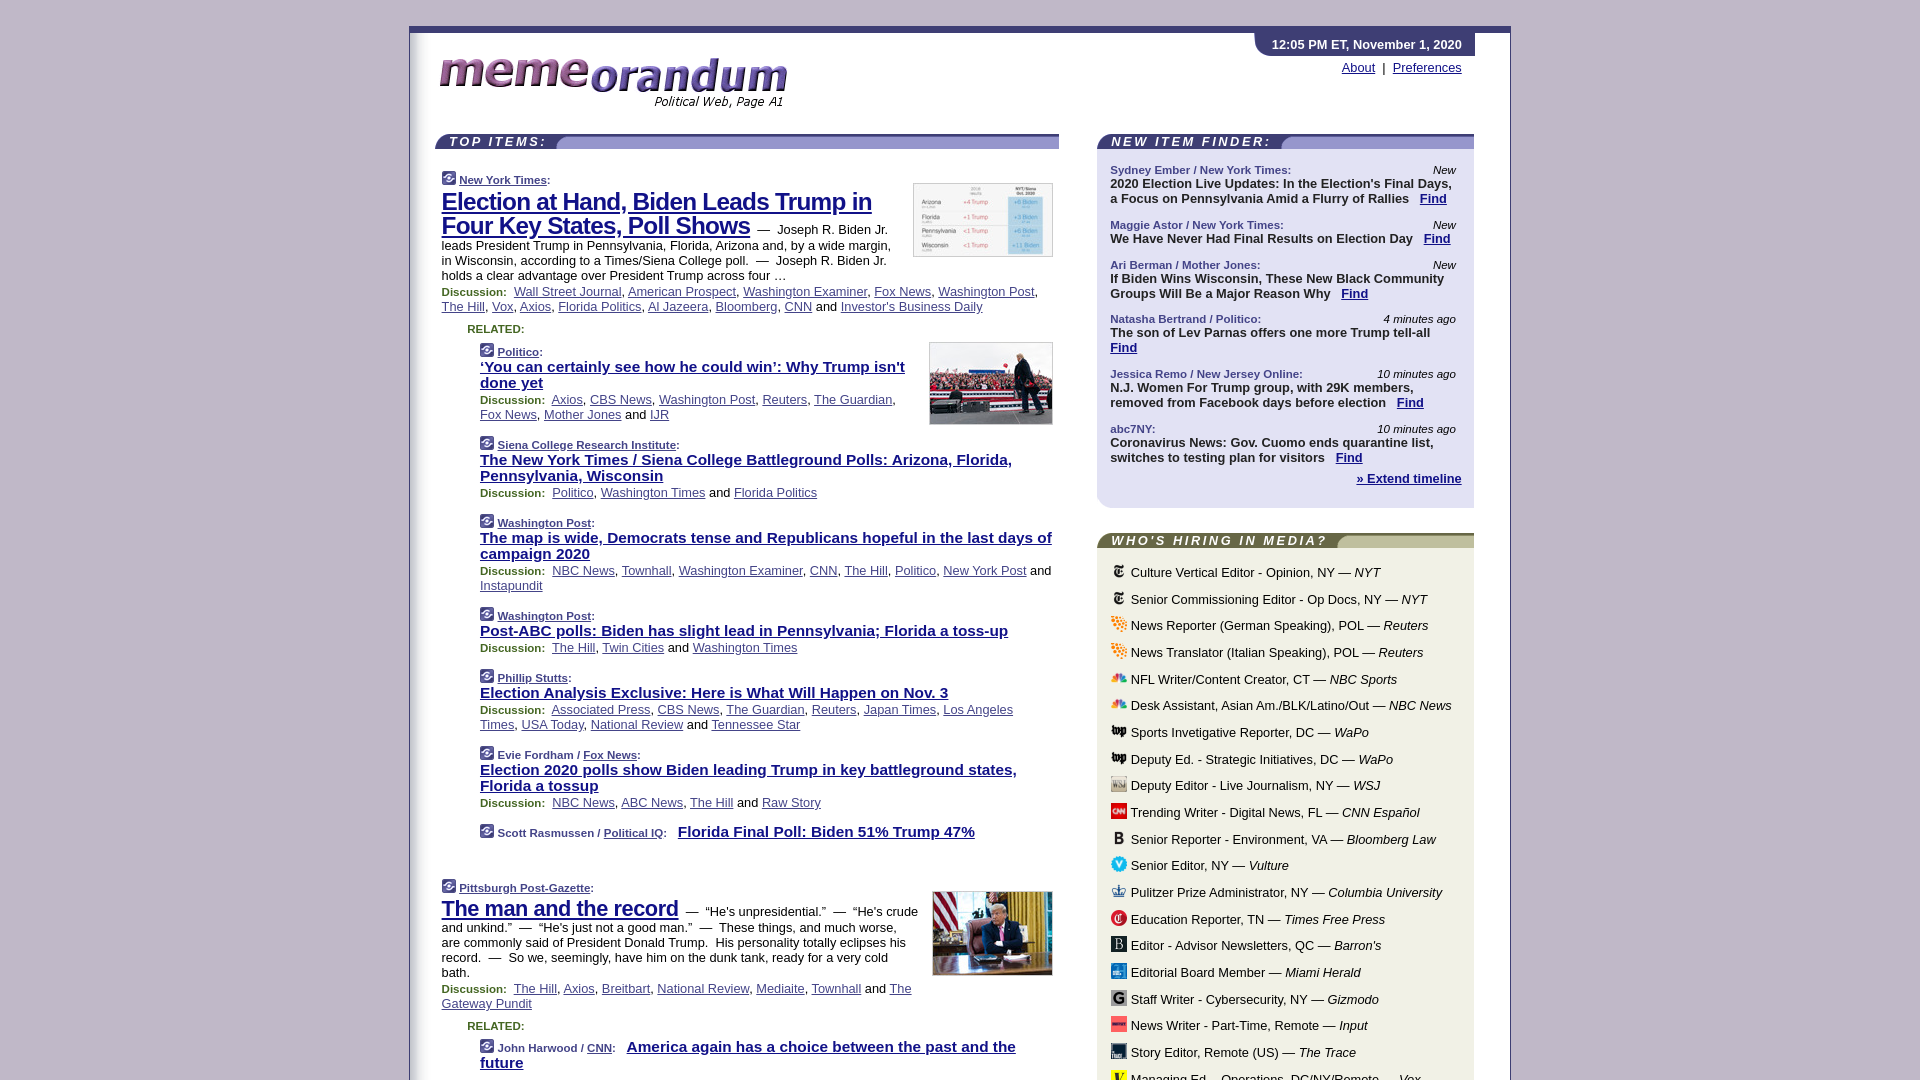 12:05 PM ET, November 1, 2020
About | Preferences
memeorandum
Political Web, Page A1
TOP ITEMS:
New York Times:
Election at Hand, Biden Leads Trump in
Four Key States, Poll Shows — Joseph R. Biden Jr.
leads President Trump in Pennsylvania, Florida, Arizona and, by a wide margin,
in Wisconsin, according to a Times/Siena College poll. — Joseph R. Biden Jr.
holds a clear advantage over President Trump across four …
Arizona +4 Trump +6 Biden
Florida <1 Trump +3 Biden
Pennsylvania <1 Trump +6 Biden
Wisconsin <1 Trump +11 Biden
Discussion: Wall Street Journal, American Prospect, Washington Examiner, Fox News, Washington Post,
The Hill, Vox, Axios, Florida Politics, Al Jazeera, Bloomberg, CNN and Investor's Business Daily
RELATED:
Politico:
‘You can certainly see how he could win’: Why Trump isn't
done yet
Discussion: Axios, CBS News, Washington Post, Reuters, The Guardian,
Fox News, Mother Jones and IJR
Siena College Research Institute:
The New York Times / Siena College Battleground Polls: Arizona, Florida,
Pennsylvania, Wisconsin
Discussion: Politico, Washington Times and Florida Politics
Washington Post:
The map is wide, Democrats tense and Republicans hopeful in the last days of
campaign 2020
Discussion: NBC News, Townhall, Washington Examiner, CNN, The Hill, Politico, New York Post and
Instapundit
Washington Post:
Post-ABC polls: Biden has slight lead in Pennsylvania; Florida a toss-up
Discussion: The Hill, Twin Cities and Washington Times
Phillip Stutts:
Election Analysis Exclusive: Here is What Will Happen on Nov. 3
Discussion: Associated Press, CBS News, The Guardian, Reuters, Japan Times, Los Angeles
Times, USA Today, National Review and Tennessee Star
Evie Fordham / Fox News:
Election 2020 polls show Biden leading Trump in key battleground states,
Florida a tossup
Discussion: NBC News, ABC News, The Hill and Raw Story
Scott Rasmussen / Political IQ: Florida Final Poll: Biden 51% Trump 47%
Pittsburgh Post-Gazette:
The man and the record — “He's unpresidential.” — “He's crude
and unkind.” — “He's just not a good man.” — These things, and much worse,
are commonly said of President Donald Trump. His personality totally eclipses his
record. — So we, seemingly, have him on the dunk tank, ready for a very cold
bath.
Discussion: The Hill, Axios, Breitbart, National Review, Mediaite, Townhall and The
Gateway Pundit
RELATED:
John Harwood / CNN: America again has a choice between the past and the
future
NEW ITEM FINDER:
Sydney Ember / New York Times: New
2020 Election Live Updates: In the Election's Final Days,
a Focus on Pennsylvania Amid a Flurry of Rallies Find
Maggie Astor / New York Times: New
We Have Never Had Final Results on Election Day Find
Ari Berman / Mother Jones: New
If Biden Wins Wisconsin, These New Black Community
Groups Will Be a Major Reason Why Find
Natasha Bertrand / Politico: 4 minutes ago
The son of Lev Parnas offers one more Trump tell-all
Find
Jessica Remo / New Jersey Online: 10 minutes ago
N.J. Women For Trump group, with 29K members,
removed from Facebook days before election Find
abc7NY: 10 minutes ago
Coronavirus News: Gov. Cuomo ends quarantine list,
switches to testing plan for visitors Find
» Extend timeline
WHO'S HIRING IN MEDIA?
Culture Vertical Editor - Opinion, NY — NYT
Senior Commissioning Editor - Op Docs, NY — NYT
News Reporter (German Speaking), POL — Reuters
News Translator (Italian Speaking), POL — Reuters
NFL Writer/Content Creator, CT — NBC Sports
Desk Assistant, Asian Am./BLK/Latino/Out — NBC News
Sports Invetigative Reporter, DC — WaPo
Deputy Ed. - Strategic Initiatives, DC — WaPo
Deputy Editor - Live Journalism, NY — WSJ
Trending Writer - Digital News, FL — CNN Español
Senior Reporter - Environment, VA — Bloomberg Law
Senior Editor, NY — Vulture
Pulitzer Prize Administrator, NY — Columbia University
Education Reporter, TN — Times Free Press
Editor - Advisor Newsletters, QC — Barron's
Editorial Board Member — Miami Herald
Staff Writer - Cybersecurity, NY — Gizmodo
News Writer - Part-Time, Remote — Input
Story Editor, Remote (US) — The Trace
Managing Ed. - Operations, DC/NY/Remote — Vox